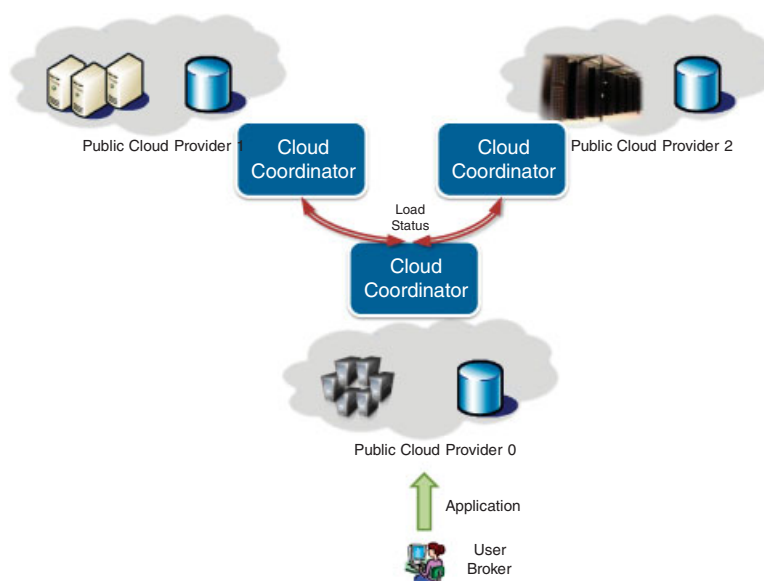 Public Cloud Provider 1
Public Cloud Provider 2
Cloud
Coordinator
Cloud
Coordinator
Load
Status
Cloud
Coordinator
Public Cloud Provider 0
Application
User
Broker